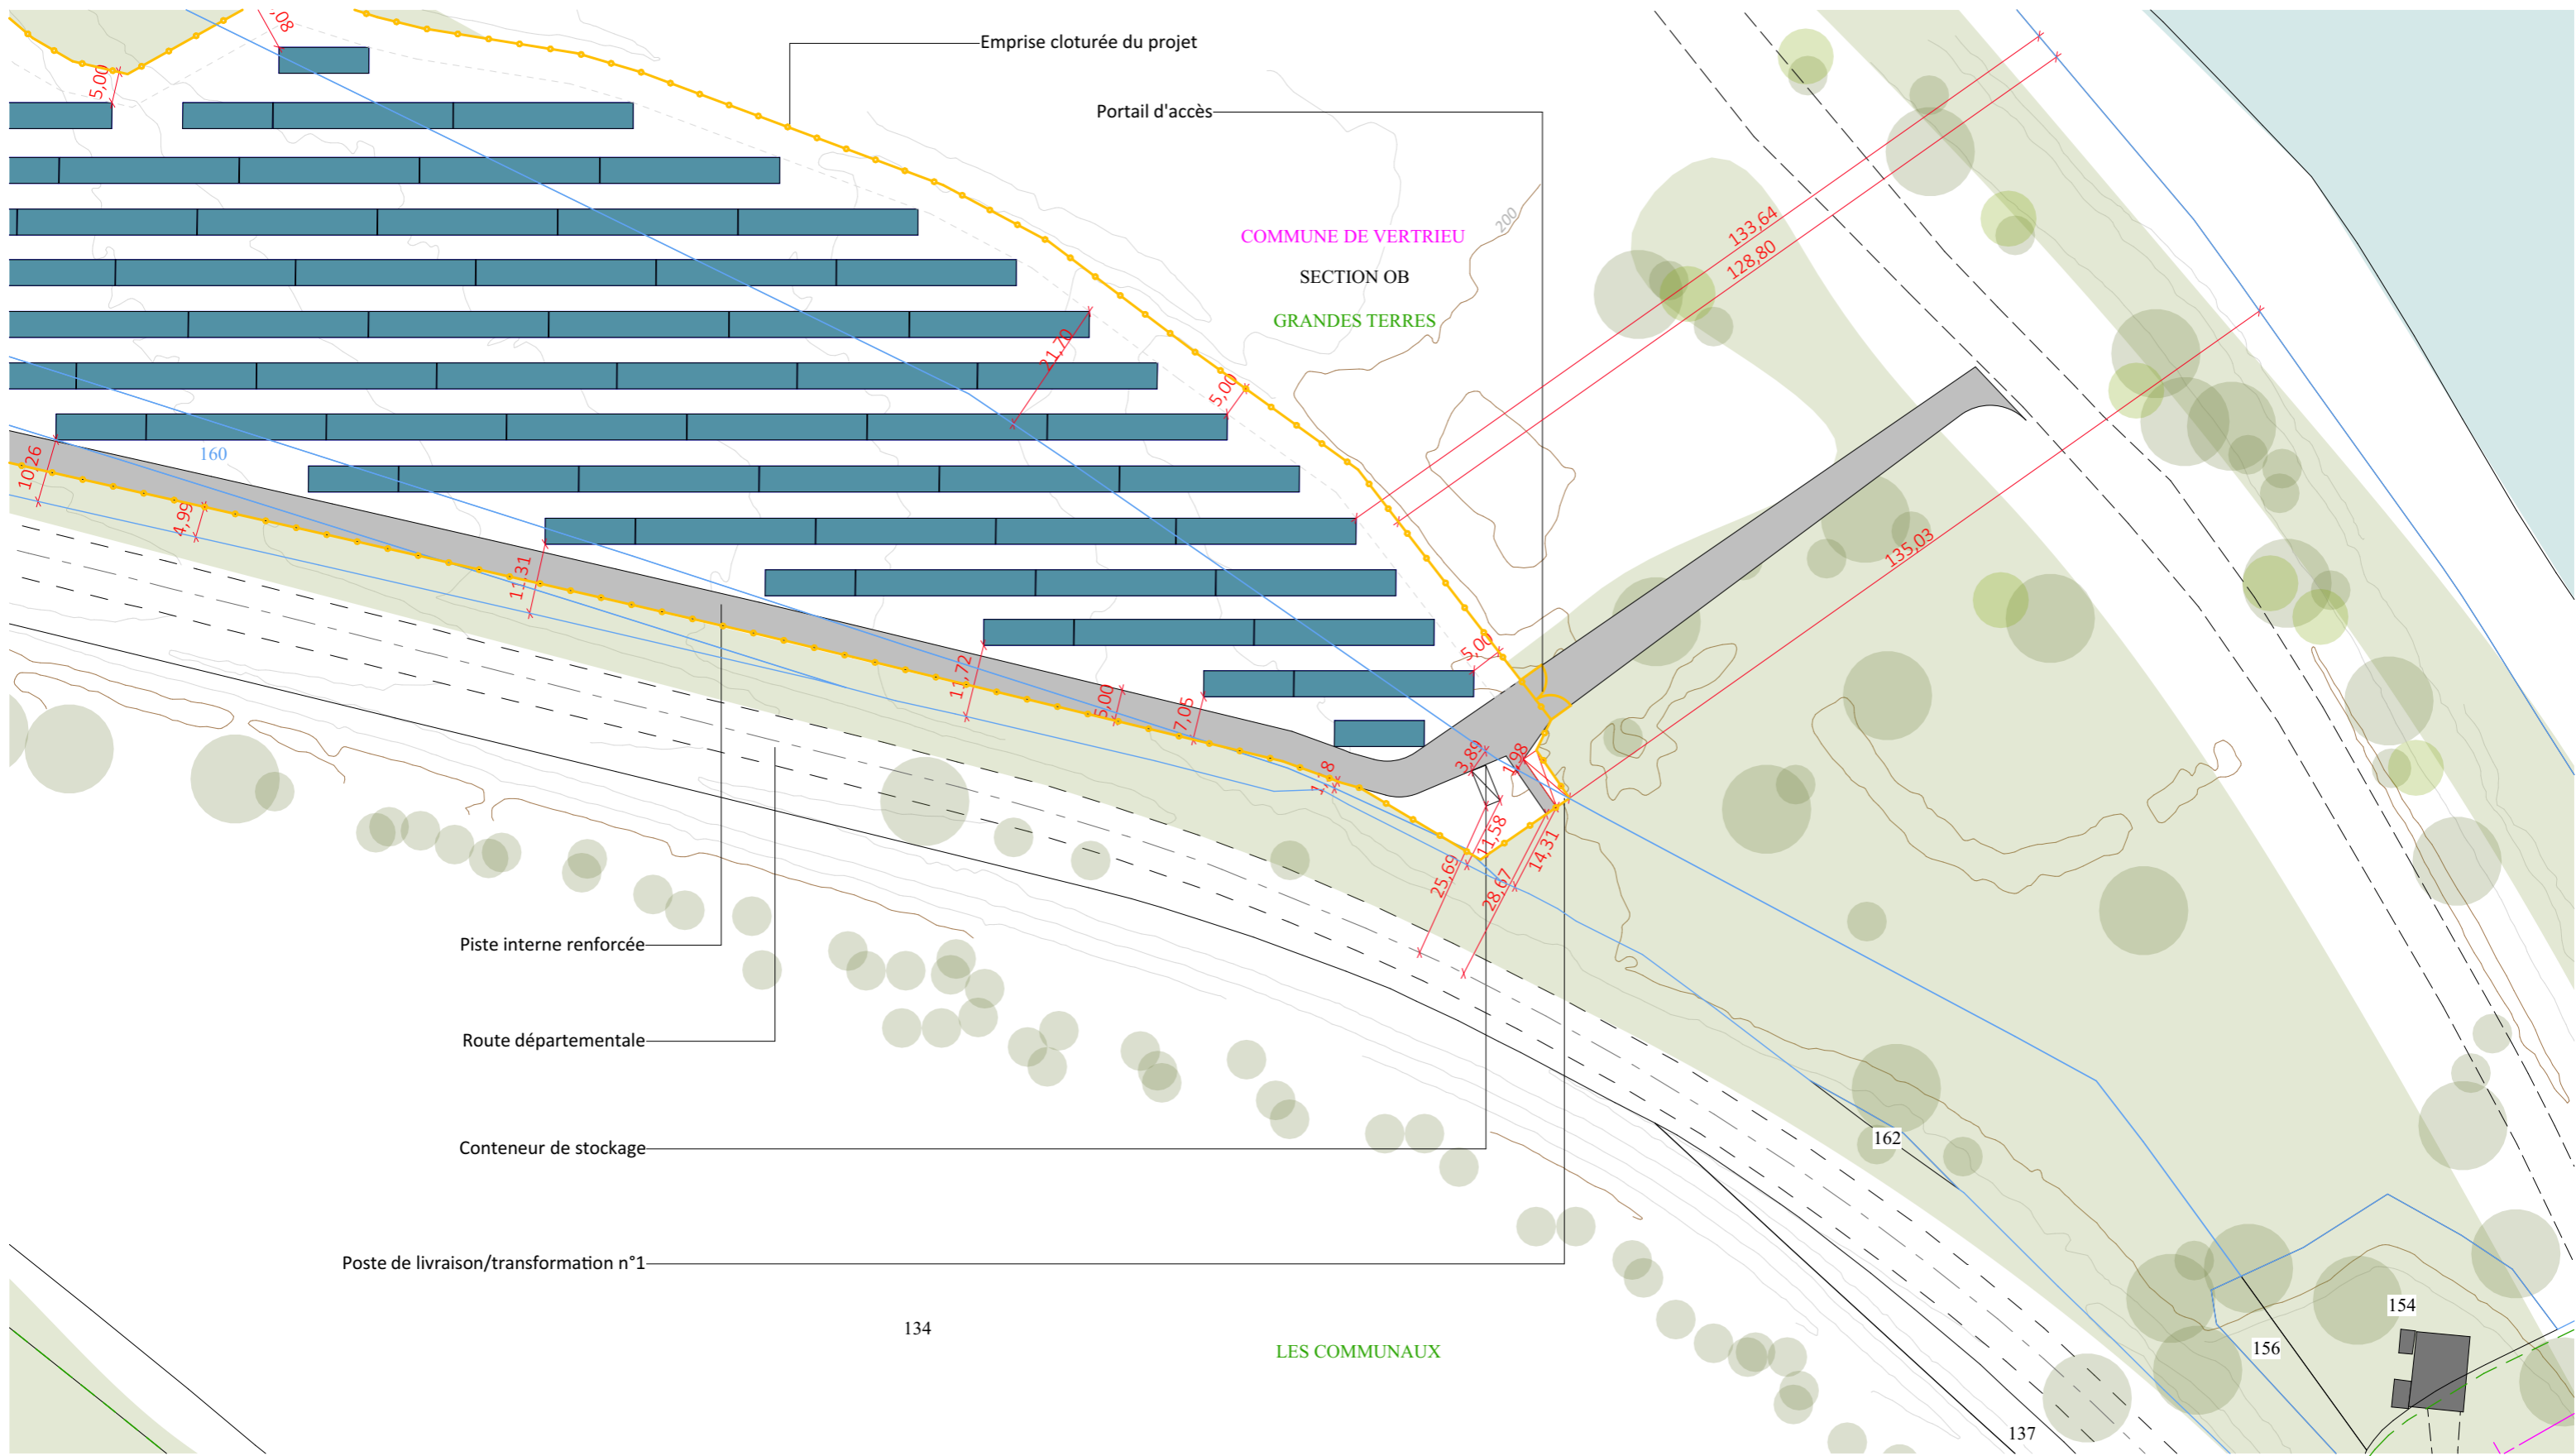 ,08
Emprise cloturée du projet
5,00
Portail d'accès
133,64
200
COMMUNE DE VERTRIEU
128,80
SECTION OB
GRANDES TERRES
21,70
5,00
160
10,26
4,99
135,03
11,31
5,00
11,72
5,00
7,05
3,89
1,98
11,58
14,31
25,69
28,67
Piste interne renforcée
Route départementale
162
Conteneur de stockage
Poste de livraison/transformation n°1
154
134
156
LES COMMUNAUX
137